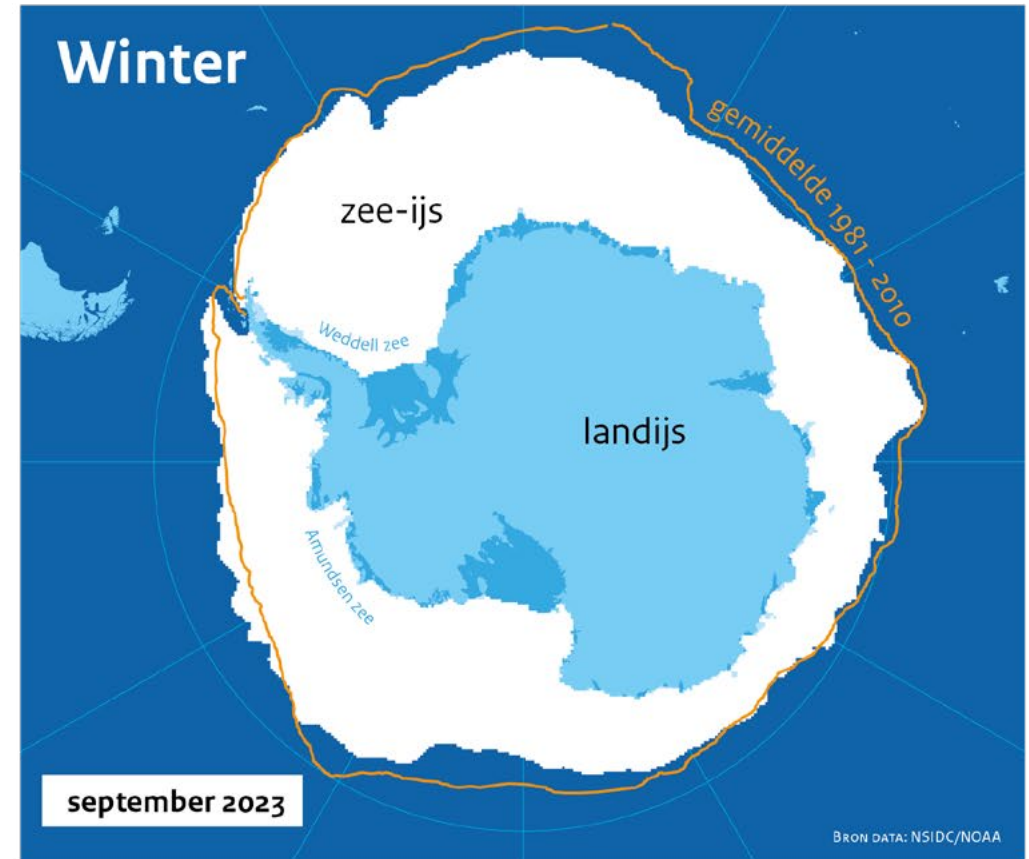 Winter
gemiddelde 1981 - 2010
zee-ijs
Weddell zee
landijs
Amundsen zee
september 2023
Bron data: NSIDC/NOAA